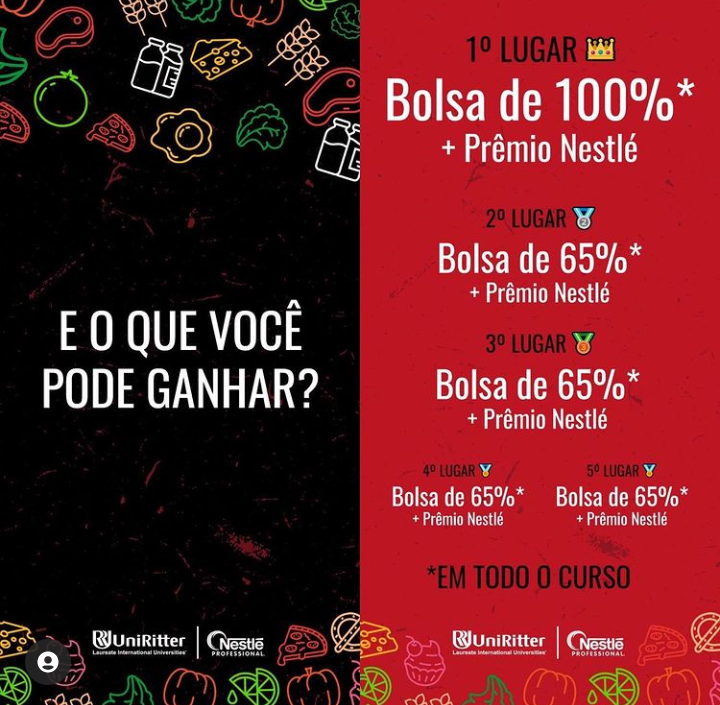 E O QUE VOCÊ
PODE GANHAR?
UniRitter
Laureate International Universities
Nestlé
PROFESSIONAL.
1º LUGAR 👑
Bolsa de 100%*
+ Prêmio Nestlé
2º LUGAR 🥈
Bolsa de 65%*
+ Prêmio Nestlé
3º LUGAR 🥉
Bolsa de 65%*
+ Prêmio Nestlé
4º LUGAR 🏅
Bolsa de 65%*
+ Prêmio Nestlé
5º LUGAR 🏅
Bolsa de 65%*
+ Prêmio Nestlé
*EM TODO O CURSO
UniRitter
Laureate International Universities
Nestlé
PROFESSIONAL.